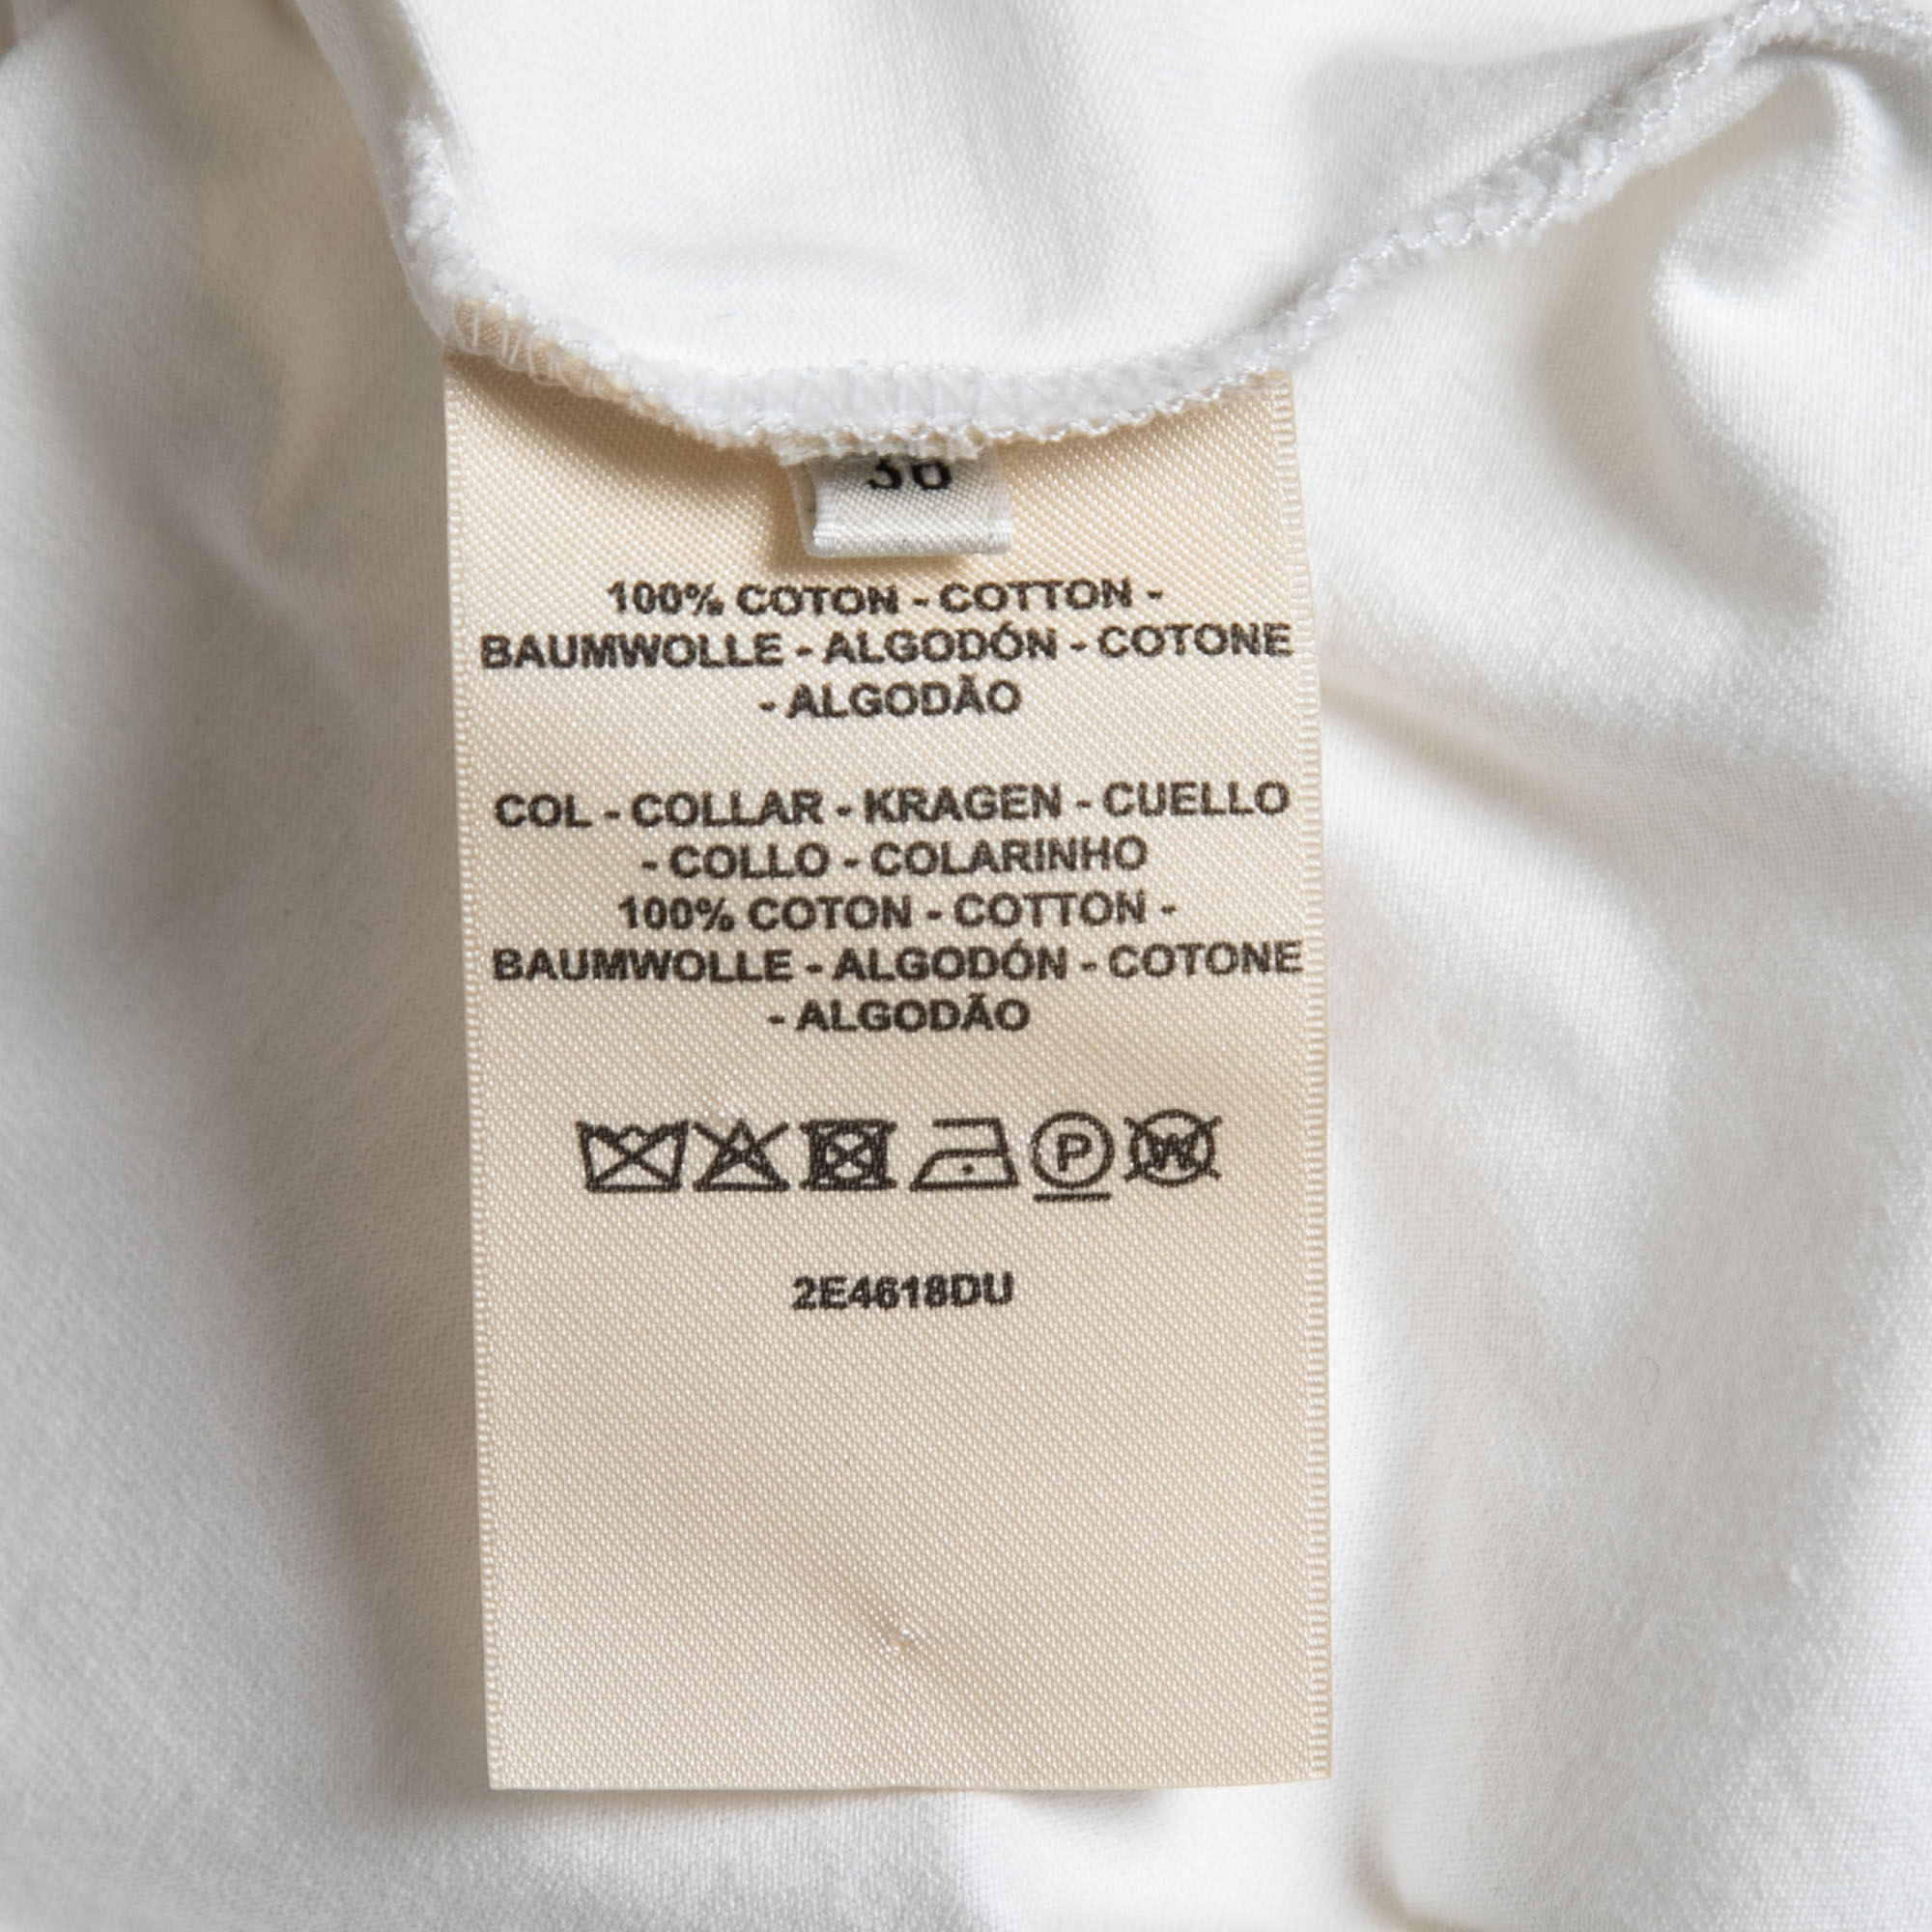 36
100% COTON - COTTON -
BAUMWOLLE - ALGODÓN - COTONE
- ALGODÃO
COL - COLLAR - KRAGEN - CUELLO
- COLLO - COLARINHO
100% COTON - COTTON -
BAUMWOLLE - ALGODÓN - COTONE
- ALGODÃO
P W
2E4618DU